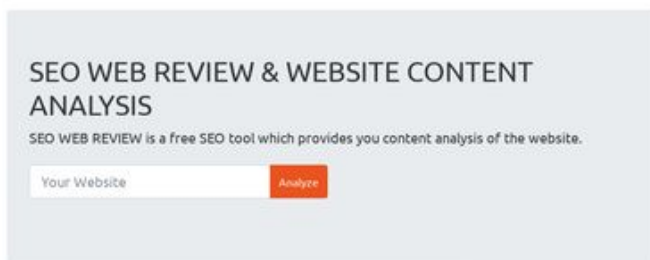 SEO WEB REVIEW & WEBSITE CONTENT
ANALYSIS
SEO WEB REVIEW is a free SEO tool which provides you content analysis of the website.
Your Website
Analyze